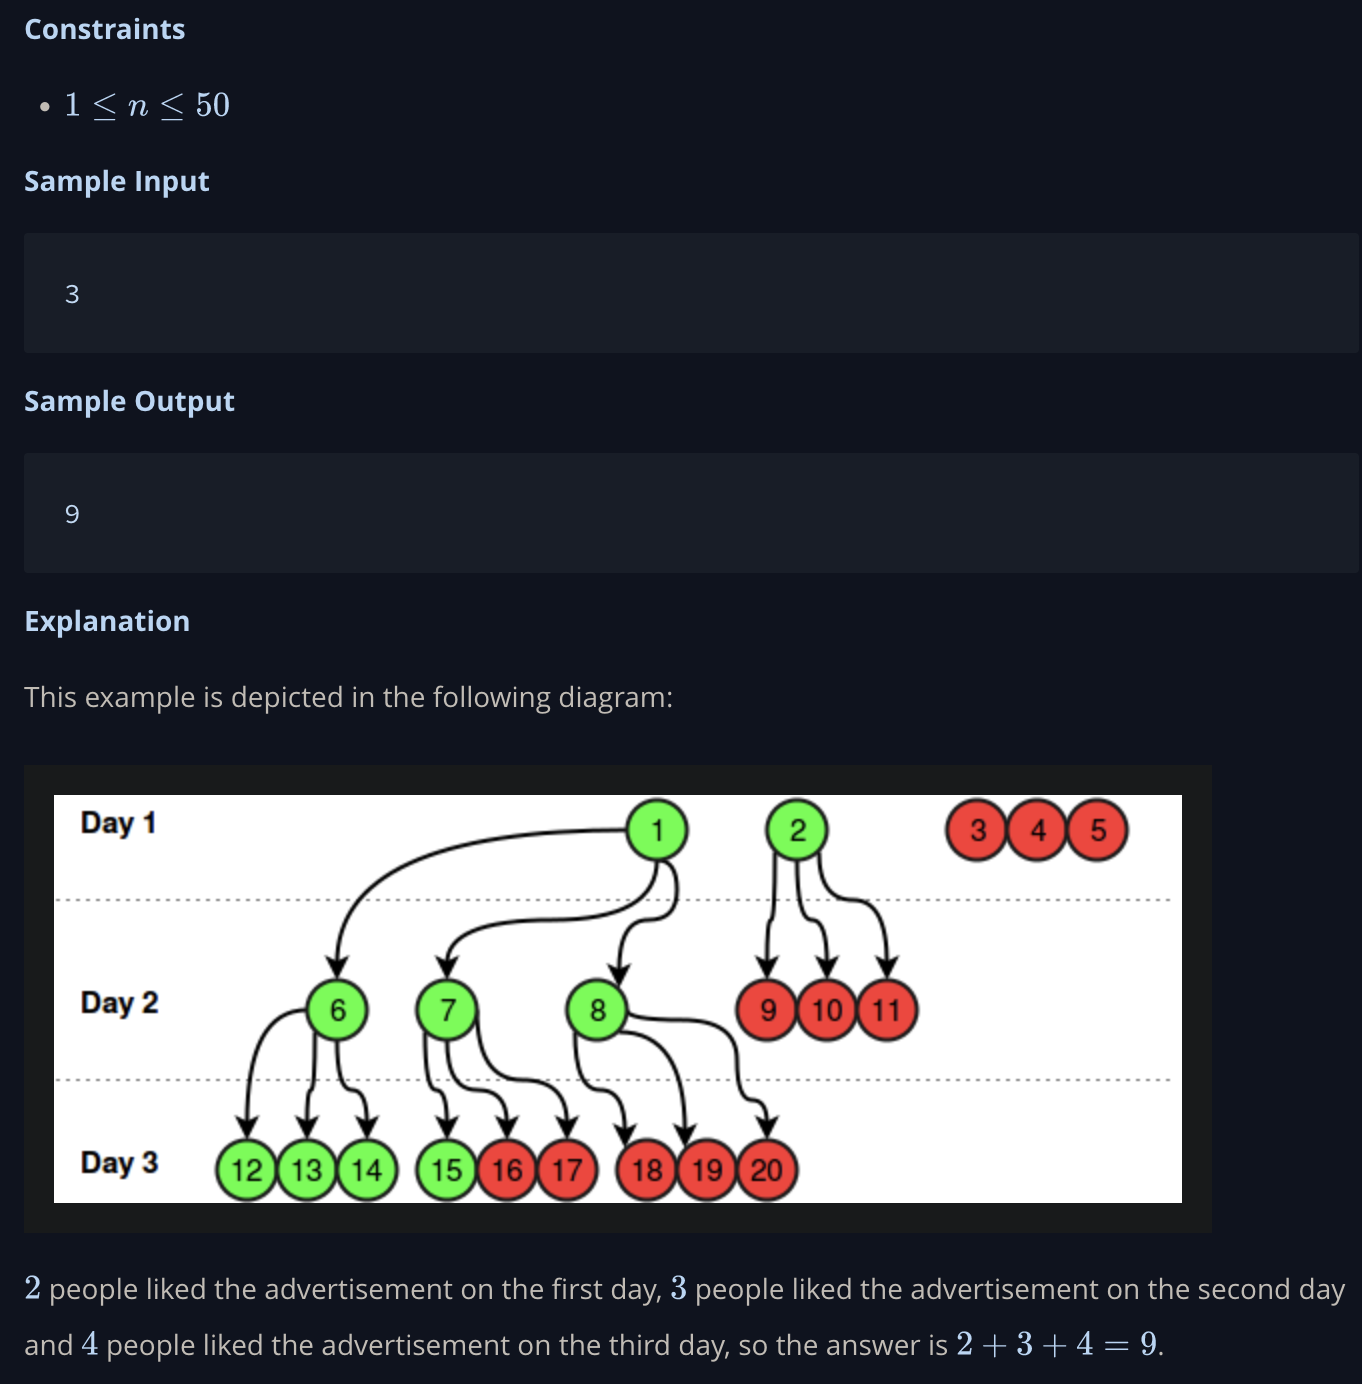 Constraints
• 1 ≤ n ≤ 50
Sample Input
3
Sample Output
9
Explanation
This example is depicted in the following diagram:
Day 1 1 2 3 4 5
Day 2 6 7 8 9 10 11
Day 3 12 13 14 15 16 17 18 19 20
2 people liked the advertisement on the first day, 3 people liked the advertisement on the second day
and 4 people liked the advertisement on the third day, so the answer is 2 + 3 + 4 = 9.